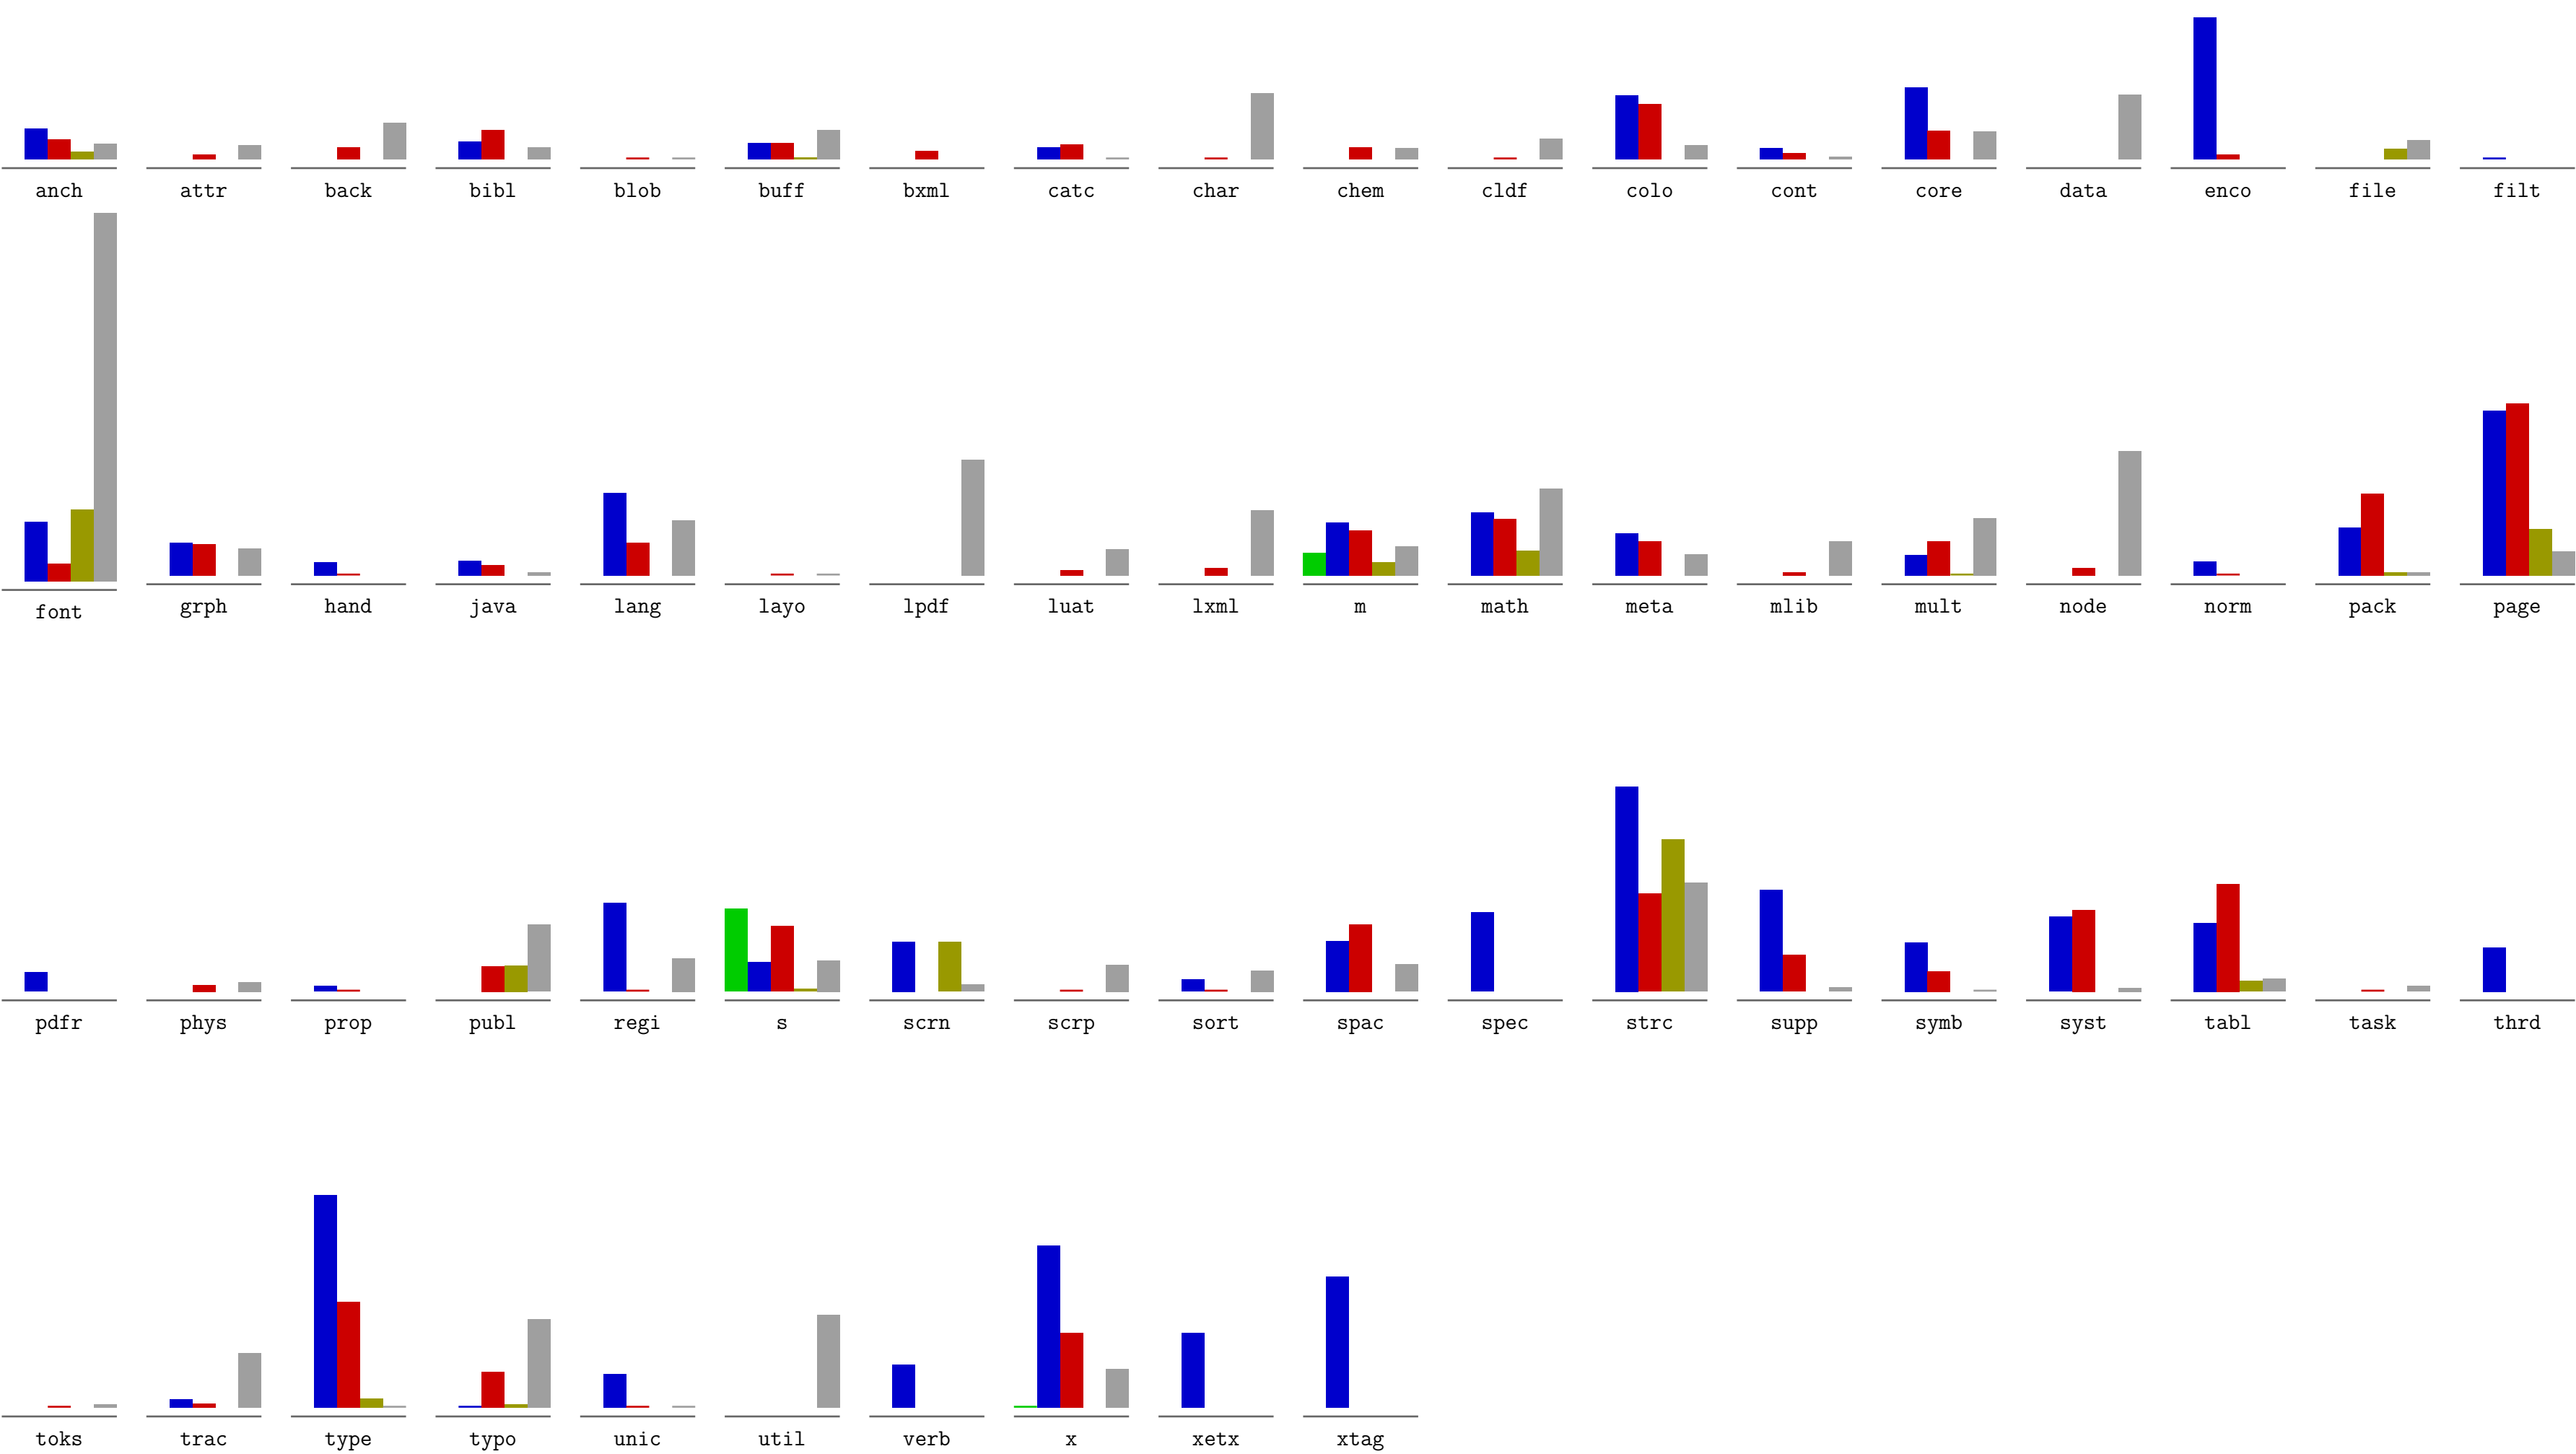 anch attr back bibl blob buff bxml catc char chem cldf colo cont core data enco file filt
font grph hand java lang layo lpdf luat lxml m math meta mlib mult node norm pack page
pdfr phys prop publ regi s scrn scrp sort spac spec strc supp symb syst tabl task thrd
toks trac type typo unic util verb x xetx xtag